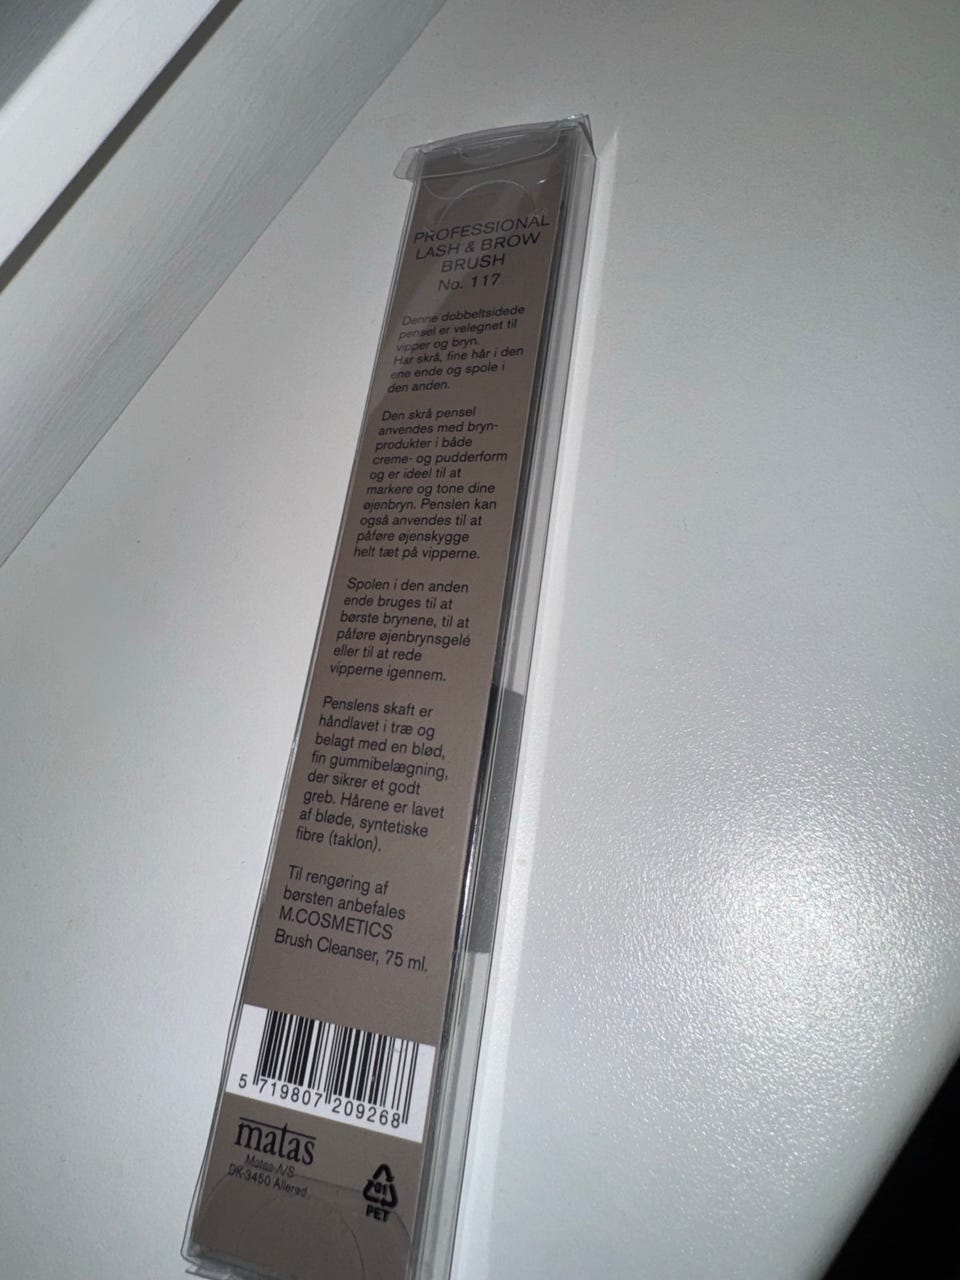 PROFESSIONAL
LASH & BROW
BRUSH
No. 117
Denne dobbeltsidede
pensel er velegnet til
vipper og bryn.
Har skrå, fine hår i den
ene ende og spole i
den anden.
Den skrå pensel
anvendes med bryn-
produkter i både
creme- og pudderform
og er ideel til at
markere og tone dine
øjenbryn. Penslen kan
også anvendes til at
påføre øjenskygge
helt tæt på vipperne.
Spolen i den anden
ende bruges til at
børste brynene, til at
påføre øjenbrynsgelé
eller til at rede
vipperne igennem.
Penslens skaft er
håndlavet i træ og
belagt med en blød,
fin gummibelægning,
der sikrer et godt
greb. Hårene er lavet
af bløde, syntetiske
fibre (taklon).
Til rengøring af
børsten anbefales
M.COSMETICS
Brush Cleanser, 75 ml.
5 719807 209268
matas
Matas A/S
DK-3450 Allerød
01
PET